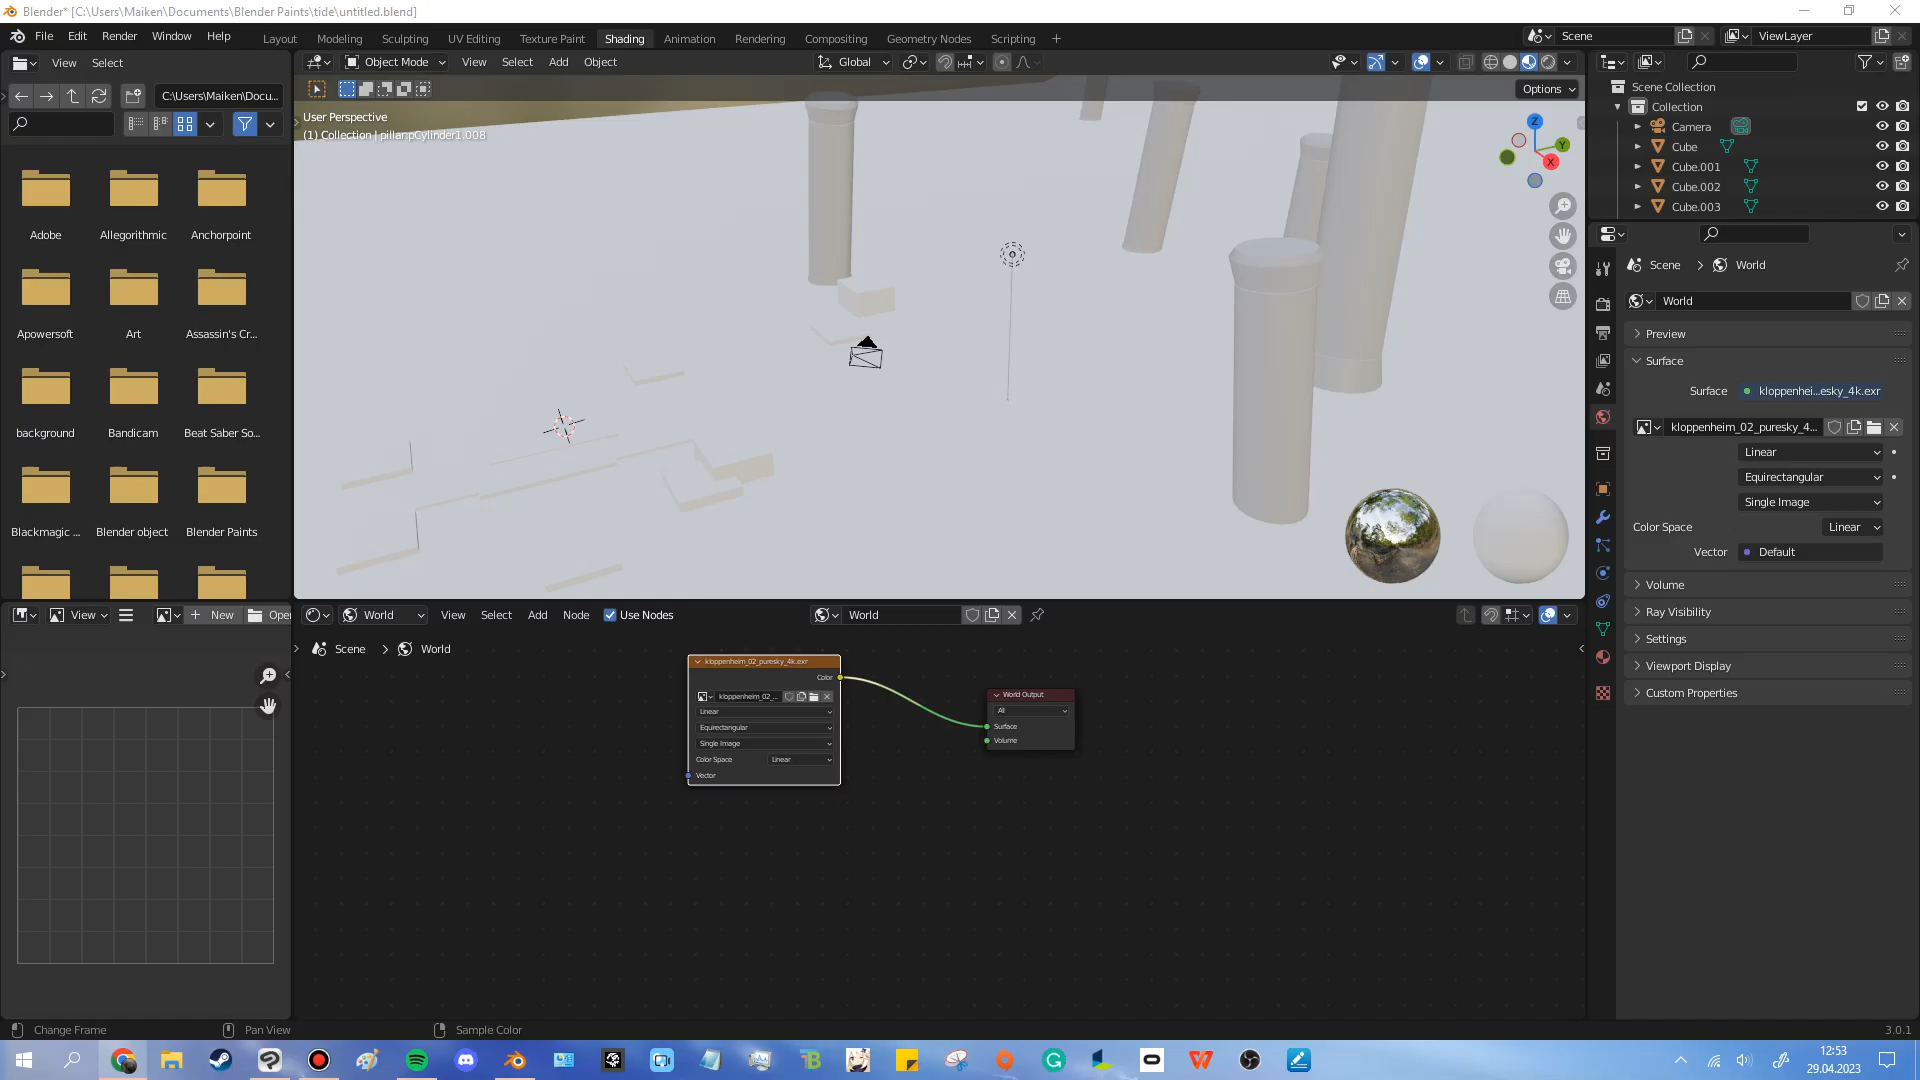 Blender* [C:\Users\Maiken\Documents\Blender Paints\tide\untitled.blend]
File Edit Render Window Help
Layout Modeling Sculpting UV Editing Texture Paint Shading Animation Rendering Compositing Geometry Nodes Scripting +
Scene
ViewLayer
View Select
C:\Users\Maiken\Docu...
Adobe Allegorithmic Anchorpoint
Apowersoft Art Assassin's Cr...
background Bandicam Beat Saber So...
Blackmagic ... Blender object Blender Paints
Object Mode View Select Add Object
Global
Options
User Perspective
(1) Collection | pillar:pCylinder1.008
Z
Y
X
Scene Collection
Collection
Camera
Cube
Cube.001
Cube.002
Cube.003
Scene > World
World
Preview
Surface
Surface kloppenhei...esky_4k.exr
kloppenheim_02_puresky_4...
Linear
Equirectangular
Single Image
Color Space Linear
Vector Default
Volume
Ray Visibility
Settings
Viewport Display
Custom Properties
View
+ New Open
World View Select Add Node Use Nodes
World
Scene > World
kloppenheim_02_puresky_4k.exr
Color
kloppenheim_02_...
Linear
Equirectangular
Single Image
Color Space Linear
Vector
World Output
All
Surface
Volume
Change Frame Pan View Sample Color
3.0.1
12:53
29.04.2023